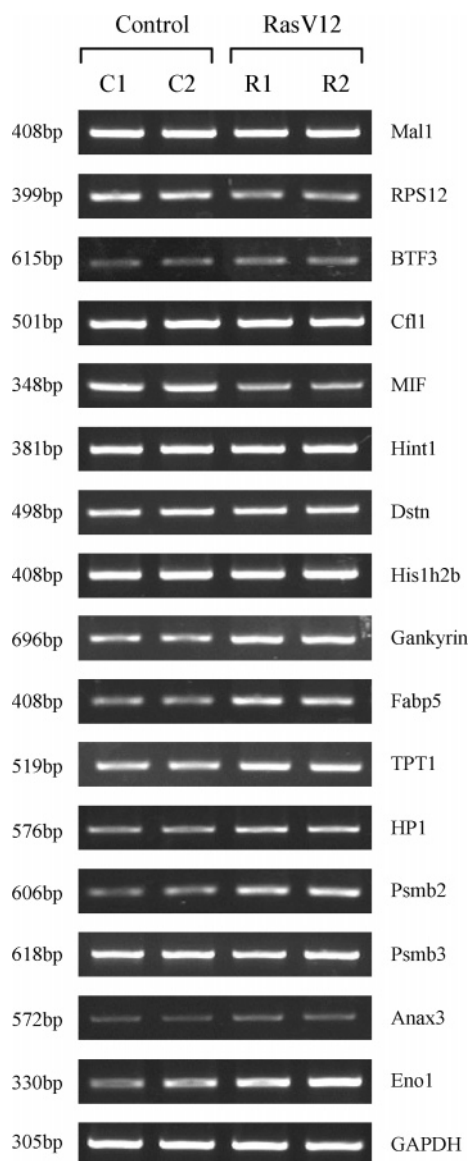 Control RasV12
C1 C2 R1 R2
408bp Mal1
399bp RPS12
615bp BTF3
501bp Cfl1
348bp MIF
381bp Hint1
498bp Dstn
408bp His1h2b
696bp Gankyrin
408bp Fabp5
519bp TPT1
576bp HP1
606bp Psmb2
618bp Psmb3
572bp Anax3
330bp Eno1
305bp GAPDH